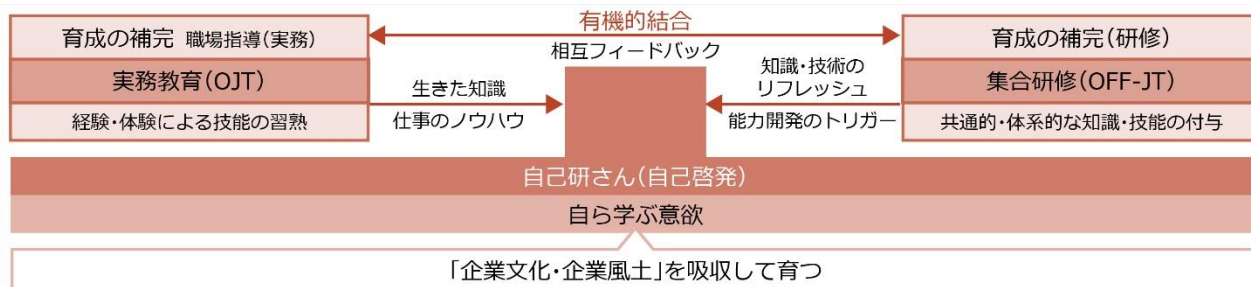 有機的結合
相互フィードバック
育成の補完 職場指導(実務)
実務教育(OJT)
経験・体験による技能の習熟
生きた知識
仕事のノウハウ
知識・技術の
リフレッシュ
能力開発のトリガー
育成の補完(研修)
集合研修(OFF-JT)
共通的・体系的な知識・技能の付与
自己研さん(自己啓発)
自ら学ぶ意欲
「企業文化・企業風土」を吸収して育つ